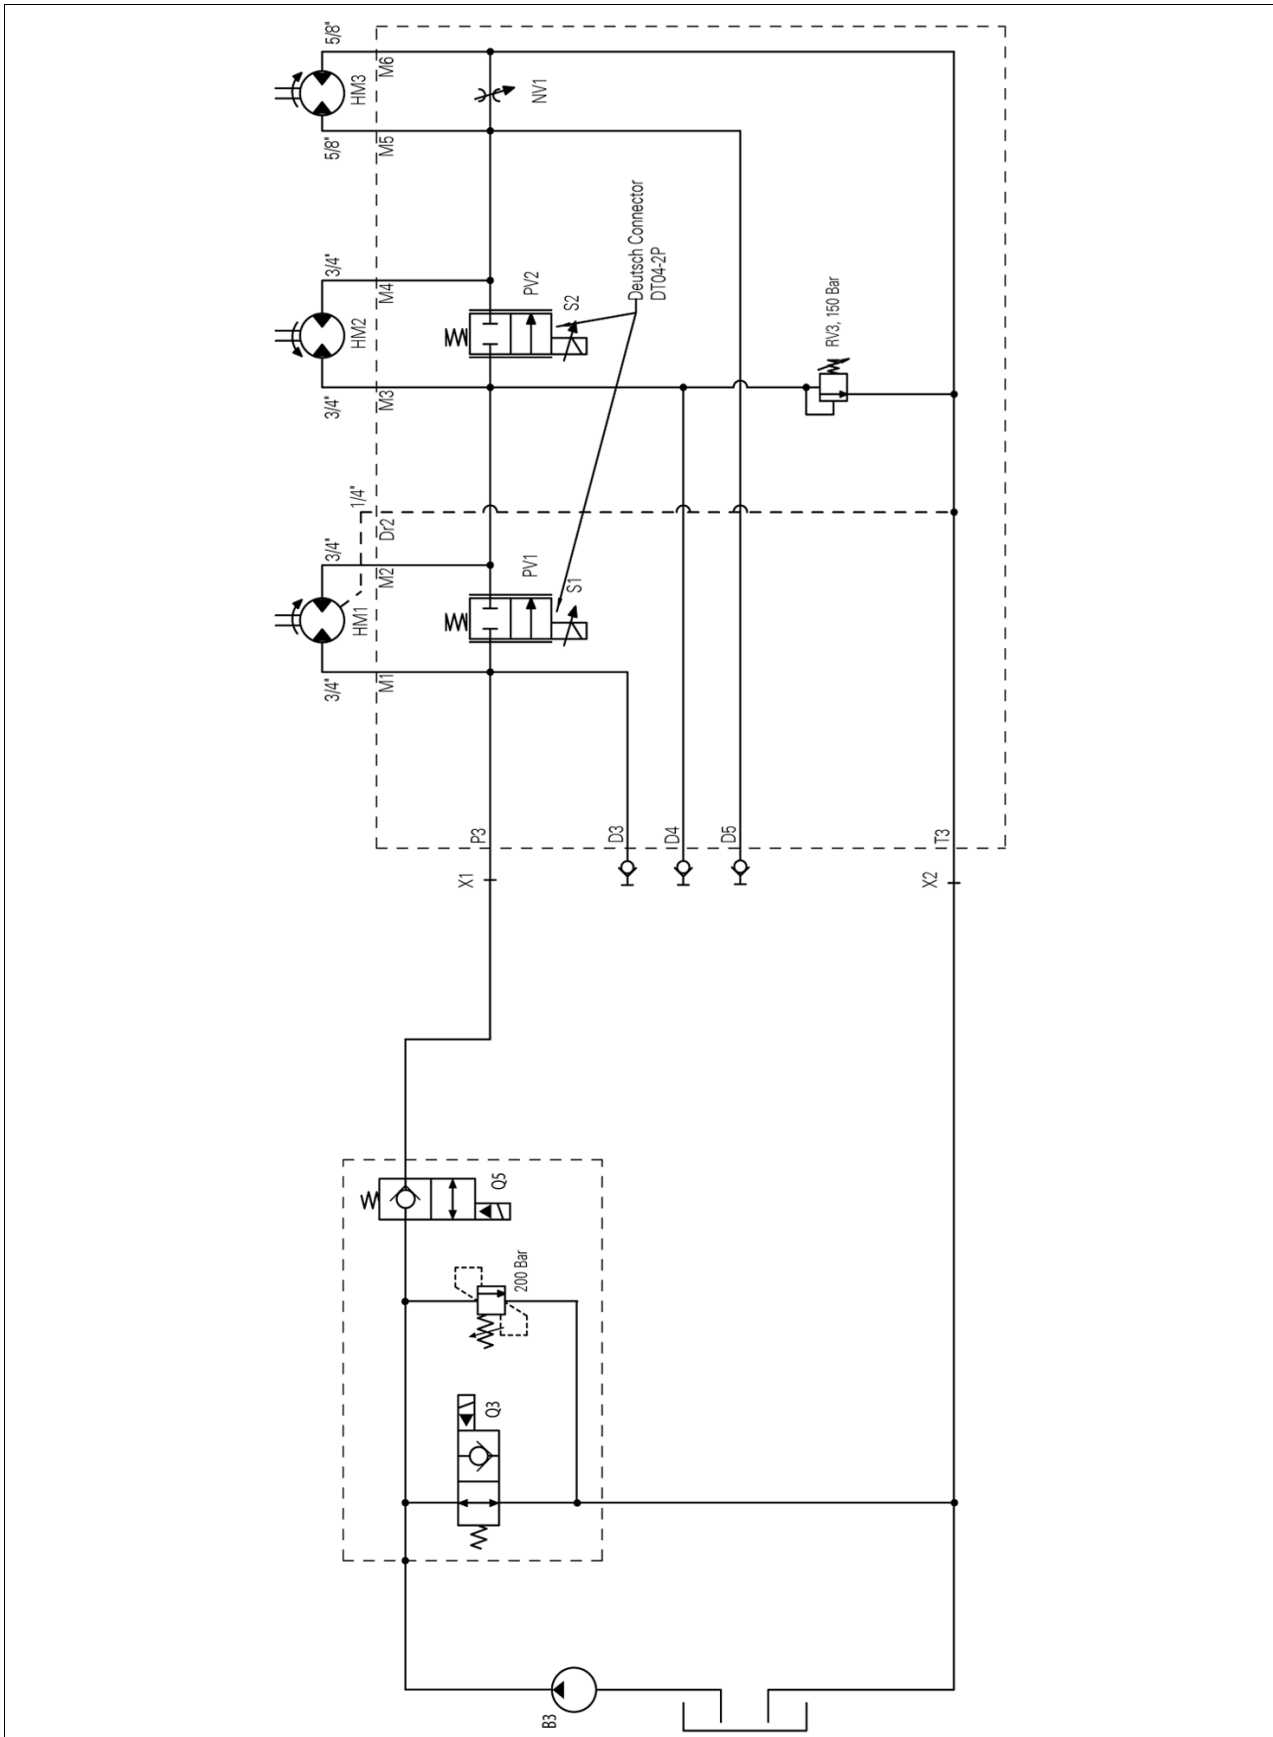 5/8"
M6
HM3
NV1
5/8"
M5
Deutsch Connector
DT04-2P
3/4"
M4
PV2
S2
HM2
RV3, 150 Bar
3/4"
M3
1/4"
Dr2
3/4"
M2
PV1
S1
HM1
3/4"
M1
P3
D3
D4
D5
T3
X1
X2
Q5
200 Bar
Q3
B3